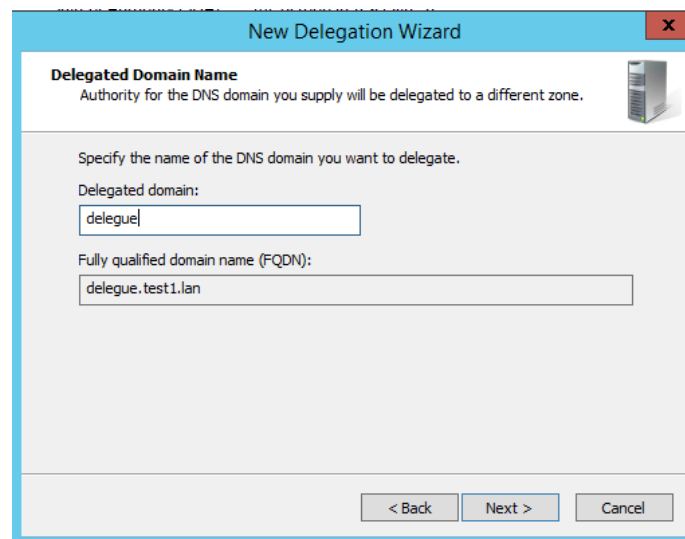 New Delegation Wizard
x
Delegated Domain Name
Authority for the DNS domain you supply will be delegated to a different zone.
Specify the name of the DNS domain you want to delegate.
Delegated domain:
delegue
Fully qualified domain name (FQDN):
delegue.test1.lan
< Back
Next >
Cancel